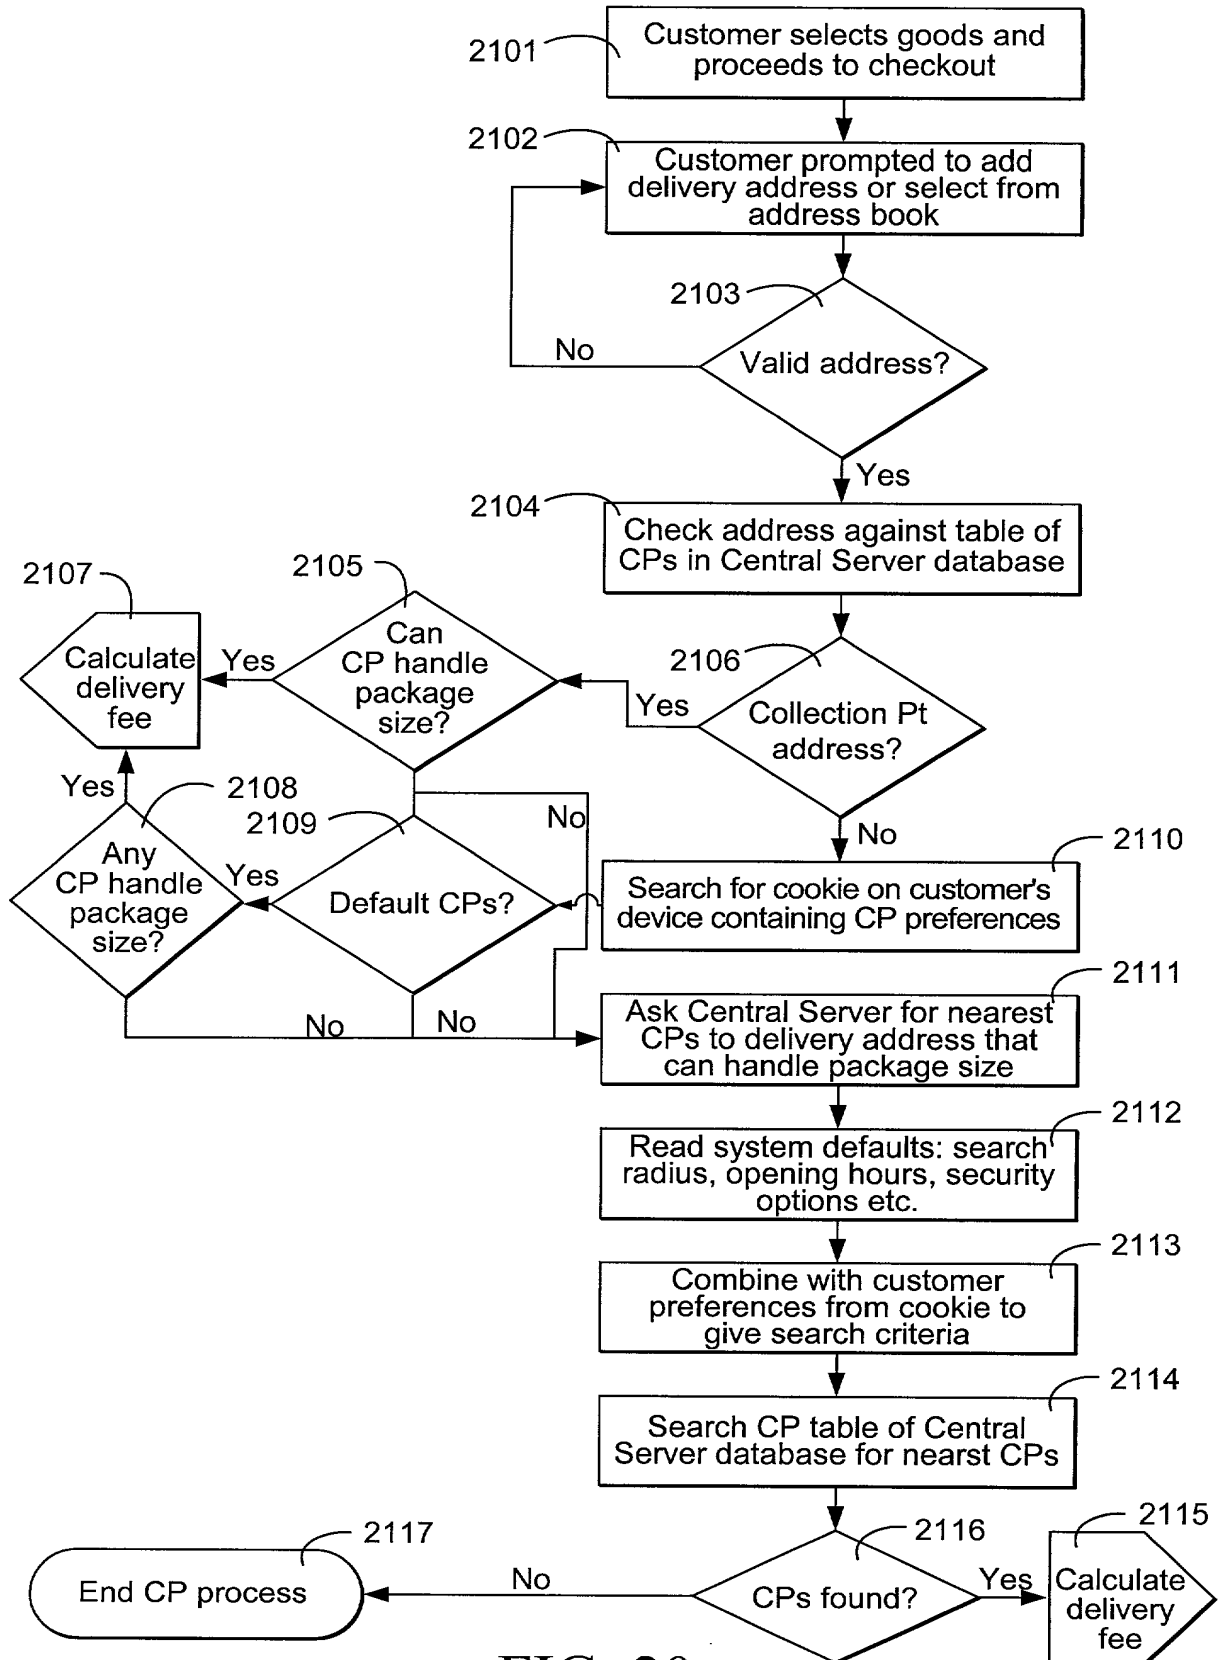 2101
Customer selects goods and
proceeds to checkout
2102
Customer prompted to add
delivery address or select from
address book
2103
Valid address?
No
Yes
2104
Check address against table of
CPs in Central Server database
2105
2107
Can
CP handle
package
size?
Yes
Calculate
delivery
fee
2106
Collection Pt
address?
Yes
No
Yes
2108
2109
No
Any
CP handle
package
size?
Yes
Default CPs?
2110
Search for cookie on customer's
device containing CP preferences
2111
No
No
Ask Central Server for nearest
CPs to delivery address that
can handle package size
2112
Read system defaults: search
radius, opening hours, security
options etc.
2113
Combine with customer
preferences from cookie to
give search criteria
2114
Search CP table of Central
Server database for nearst CPs
2117
End CP process
No
2116
CPs found?
Yes
2115
Calculate
delivery
fee